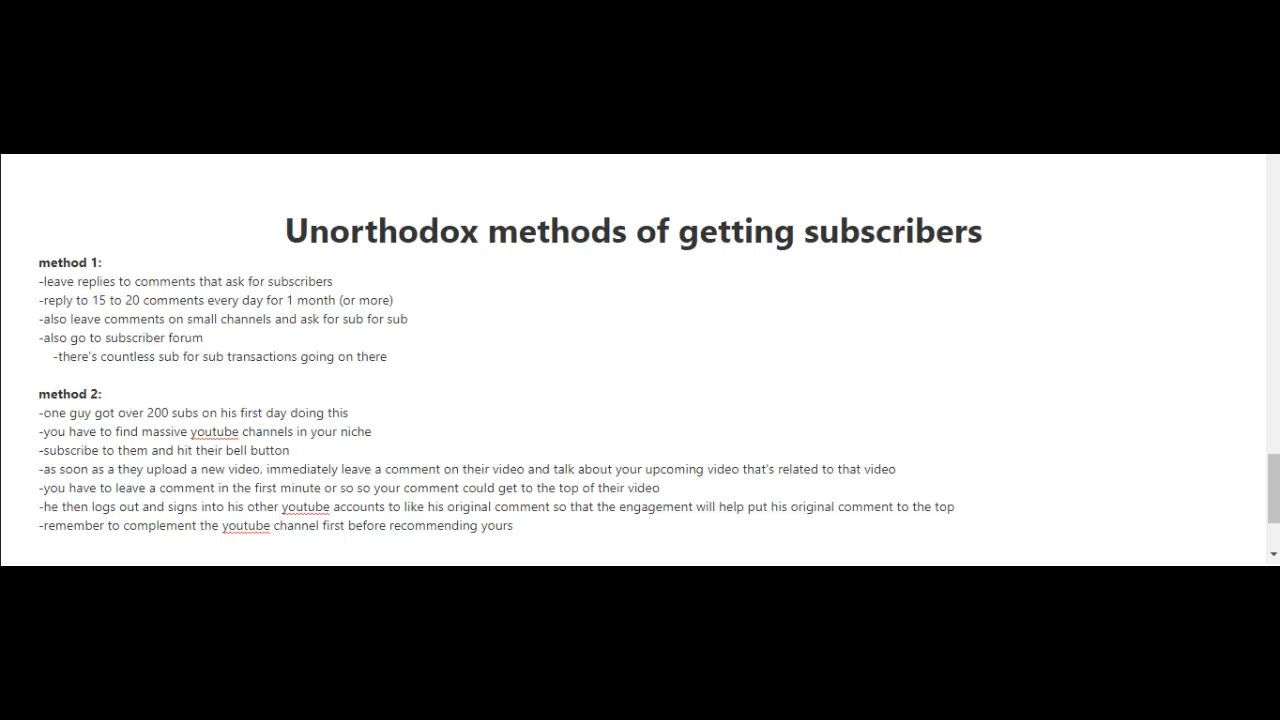 Unorthodox methods of getting subscribers
method 1:
-leave replies to comments that ask for subscribers
-reply to 15 to 20 comments every day for 1 month (or more)
-also leave comments on small channels and ask for sub for sub
-also go to subscriber forum
-there's countless sub for sub transactions going on there
method 2:
-one guy got over 200 subs on his first day doing this
-you have to find massive youtube channels in your niche
-subscribe to them and hit their bell button
-as soon as a they upload a new video, immediately leave a comment on their video and talk about your upcoming video that's related to that video
-you have to leave a comment in the first minute or so so your comment could get to the top of their video
-he then logs out and signs into his other youtube accounts to like his original comment so that the engagement will help put his original comment to the top
-remember to complement the youtube channel first before recommending yours